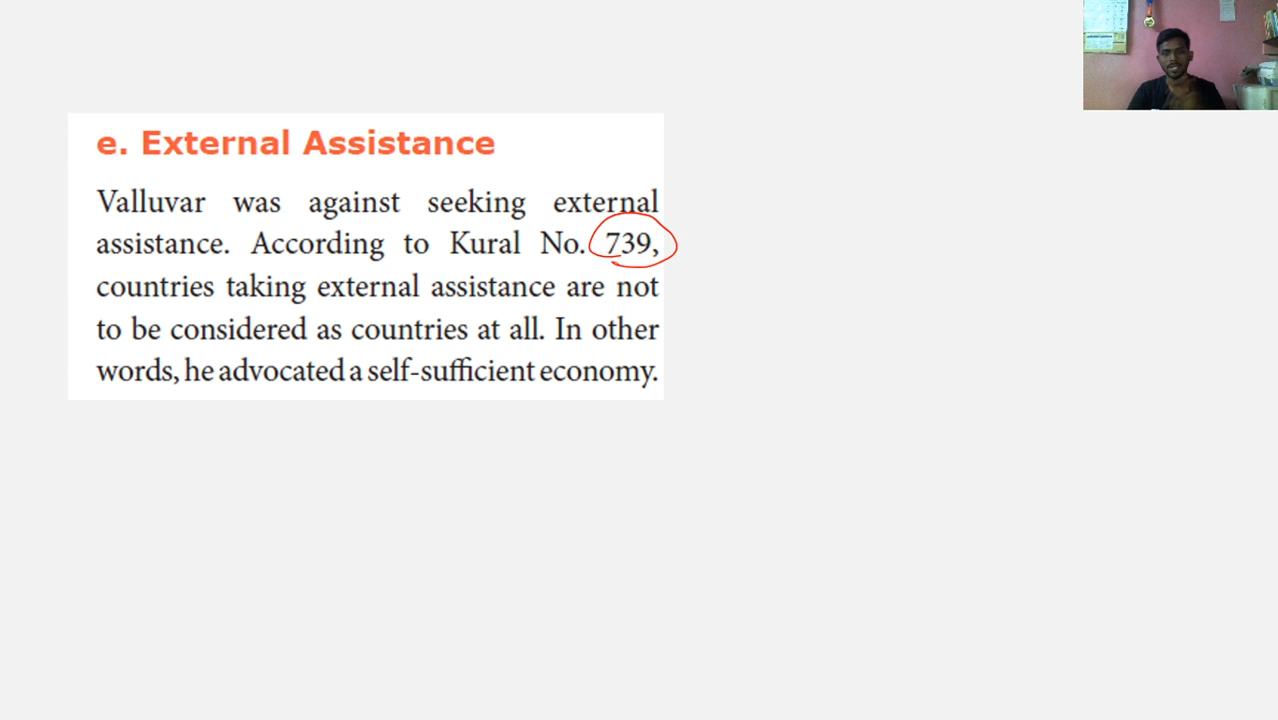 e. External Assistance
Valluvar was against seeking external
assistance. According to Kural No. 739,
countries taking external assistance are not
to be considered as countries at all. In other
words, he advocated a self-sufficient economy.